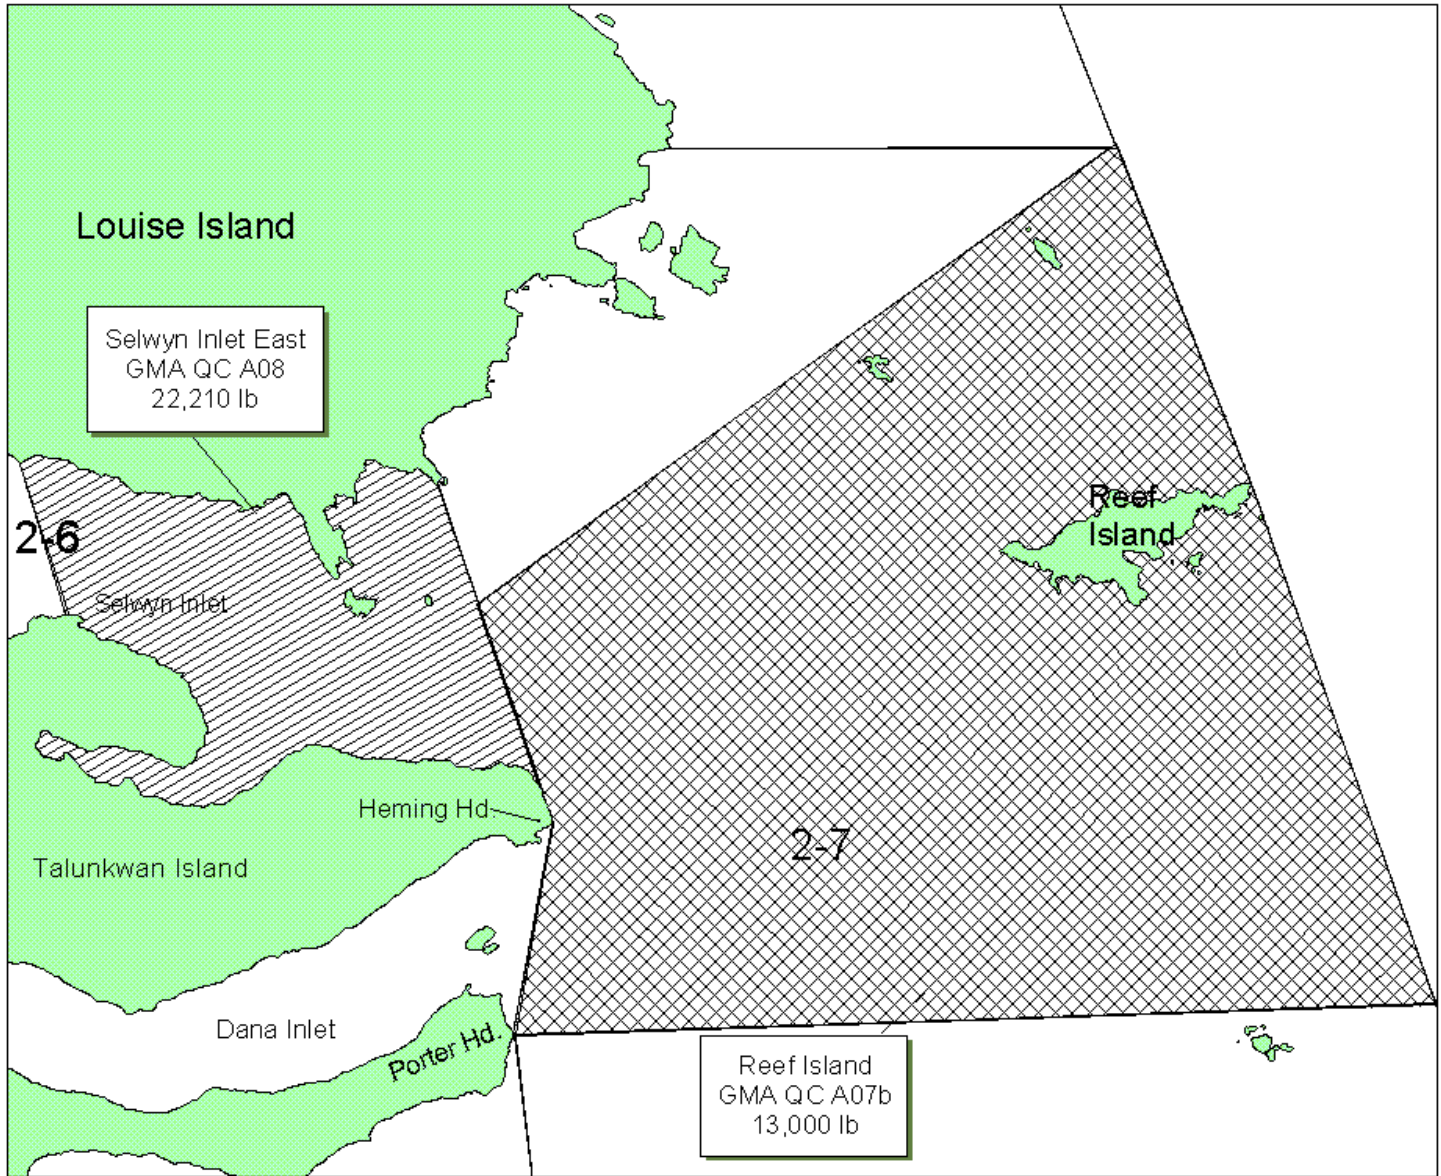 Louise Island
Selwyn Inlet East
GMA QC A08
22,210 lb
2-6
Selwyn Inlet
Reef
Island
Heming Hd.
2-7
Talunkwan Island
Dana Inlet
Porter Hd.
Reef Island
GMA QC A07b
13,000 lb